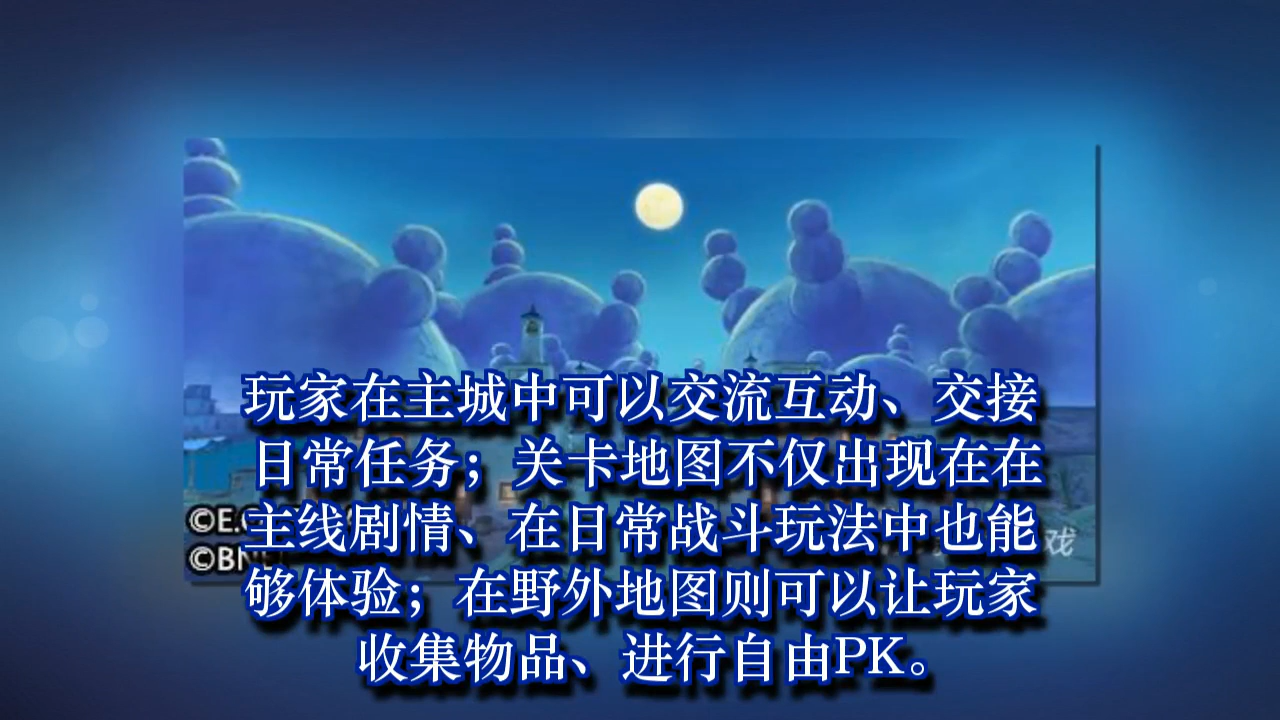 玩家在主城中可以交流互动、交接
日常任务；关卡地图不仅出现在在
主线剧情、在日常战斗玩法中也能
够体验；在野外地图则可以让玩家
收集物品、进行自由PK。
©E.
©BN
戏